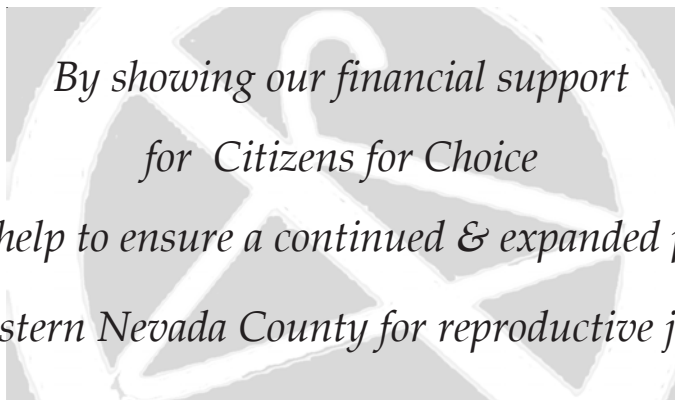 By showing our financial support
for Citizens for Choice
help to ensure a continued & expanded
stern Nevada County for reproductive